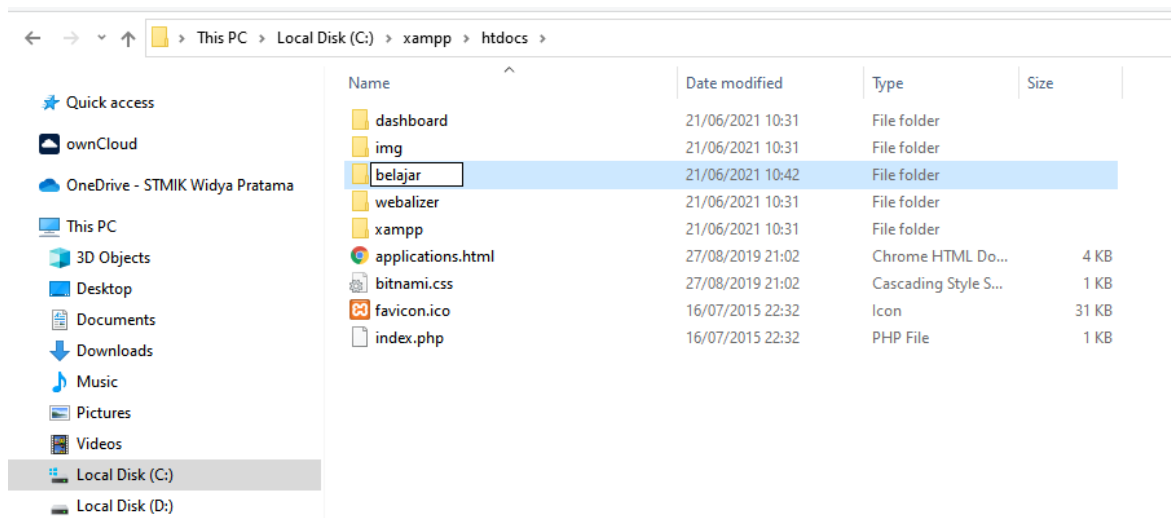 This PC > Local Disk (C:) > xampp > htdocs >
Name Date modified Type Size
Quick access
ownCloud
OneDrive - STMIK Widya Pratama
This PC
3D Objects
Desktop
Documents
Downloads
Music
Pictures
Videos
Local Disk (C:)
Local Disk (D:)
dashboard 21/06/2021 10:31 File folder
img 21/06/2021 10:31 File folder
belajar 21/06/2021 10:42 File folder
webalizer 21/06/2021 10:31 File folder
xampp 21/06/2021 10:31 File folder
applications.html 27/08/2019 21:02 Chrome HTML Do... 4 KB
bitnami.css 27/08/2019 21:02 Cascading Style S... 1 KB
favicon.ico 16/07/2015 22:32 Icon 31 KB
index.php 16/07/2015 22:32 PHP File 1 KB